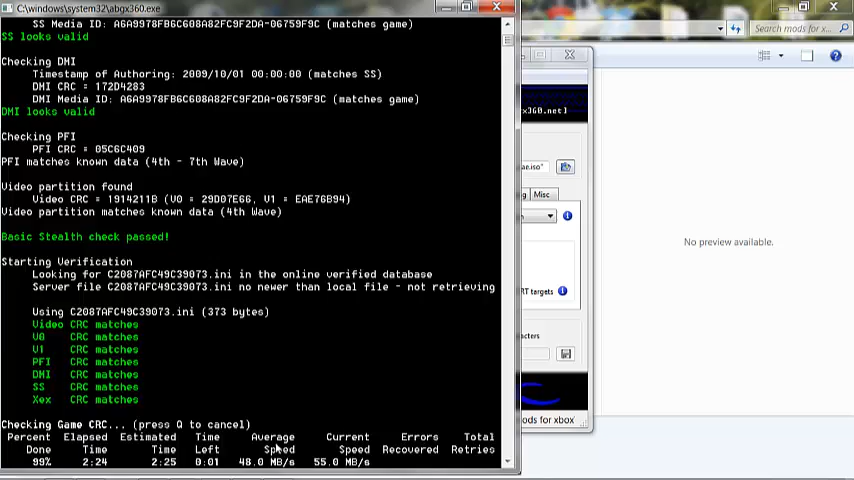 C:\windows\system32\abgx360.exe
SS Media ID: A6A9978FB6C608A82FC9F2DA-06759F9C (matches game)
SS looks valid
Checking DMI
Timestamp of Authoring: 2009/10/01 00:00:00 (matches SS)
DMI CRC = 172D4283
DMI Media ID: A6A9978FB6C608A82FC9F2DA-06759F9C (matches game)
DMI looks valid
Checking PFI
PFI CRC = 05C6C409
PFI matches known data (4th - 7th Wave)
Video partition found
Video CRC = 1914211B (V0 = 29D07E66, V1 = EAE76B94)
Video partition matches known data (4th Wave)
Basic Stealth check passed!
Starting Verification
Looking for C2087AFC49C39073.ini in the online verified database
Server file C2087AFC49C39073.ini no newer than local file - not retrieving
Using C2087AFC49C39073.ini (373 bytes)
Video CRC matches
V0 CRC matches
V1 CRC matches
PFI CRC matches
DMI CRC matches
SS CRC matches
Xex CRC matches
Checking Game CRC... (press Q to cancel)
Percent Elapsed Estimated Time Average Current Errors Total
Done Time Time Left Speed Speed Recovered Retries
99% 2:24 2:25 0:01 48.0 MB/s 55.0 MB/s
Search mods for x...
x360.net]
ae.iso"
Misc
RT targets
acters
ods for xbox
No preview available.